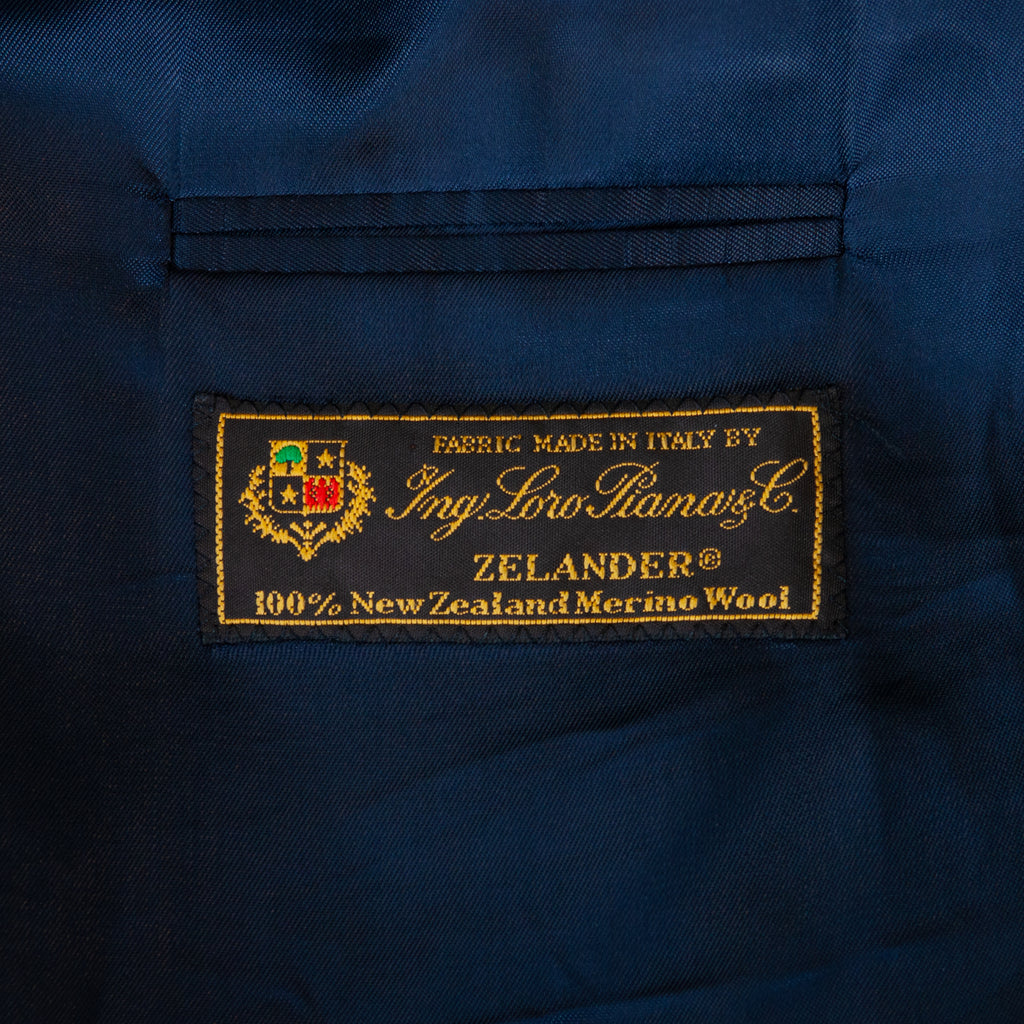 FABRIC MADE IN ITALY BY
Ing. Loro Piana & C.
ZELANDER®
100% New Zealand Merino Wool